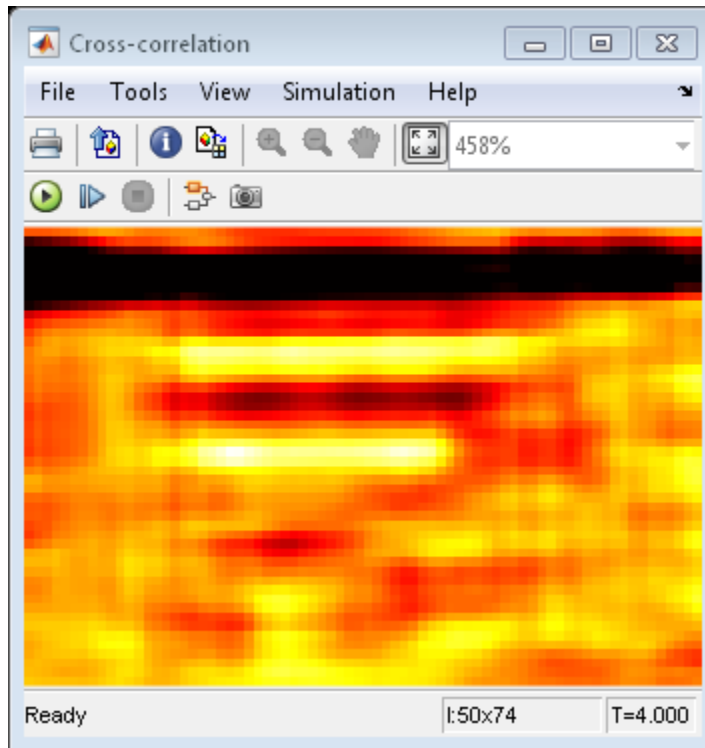 Cross-correlation
File Tools View Simulation Help
458%
Ready I:50x74 T=4.000